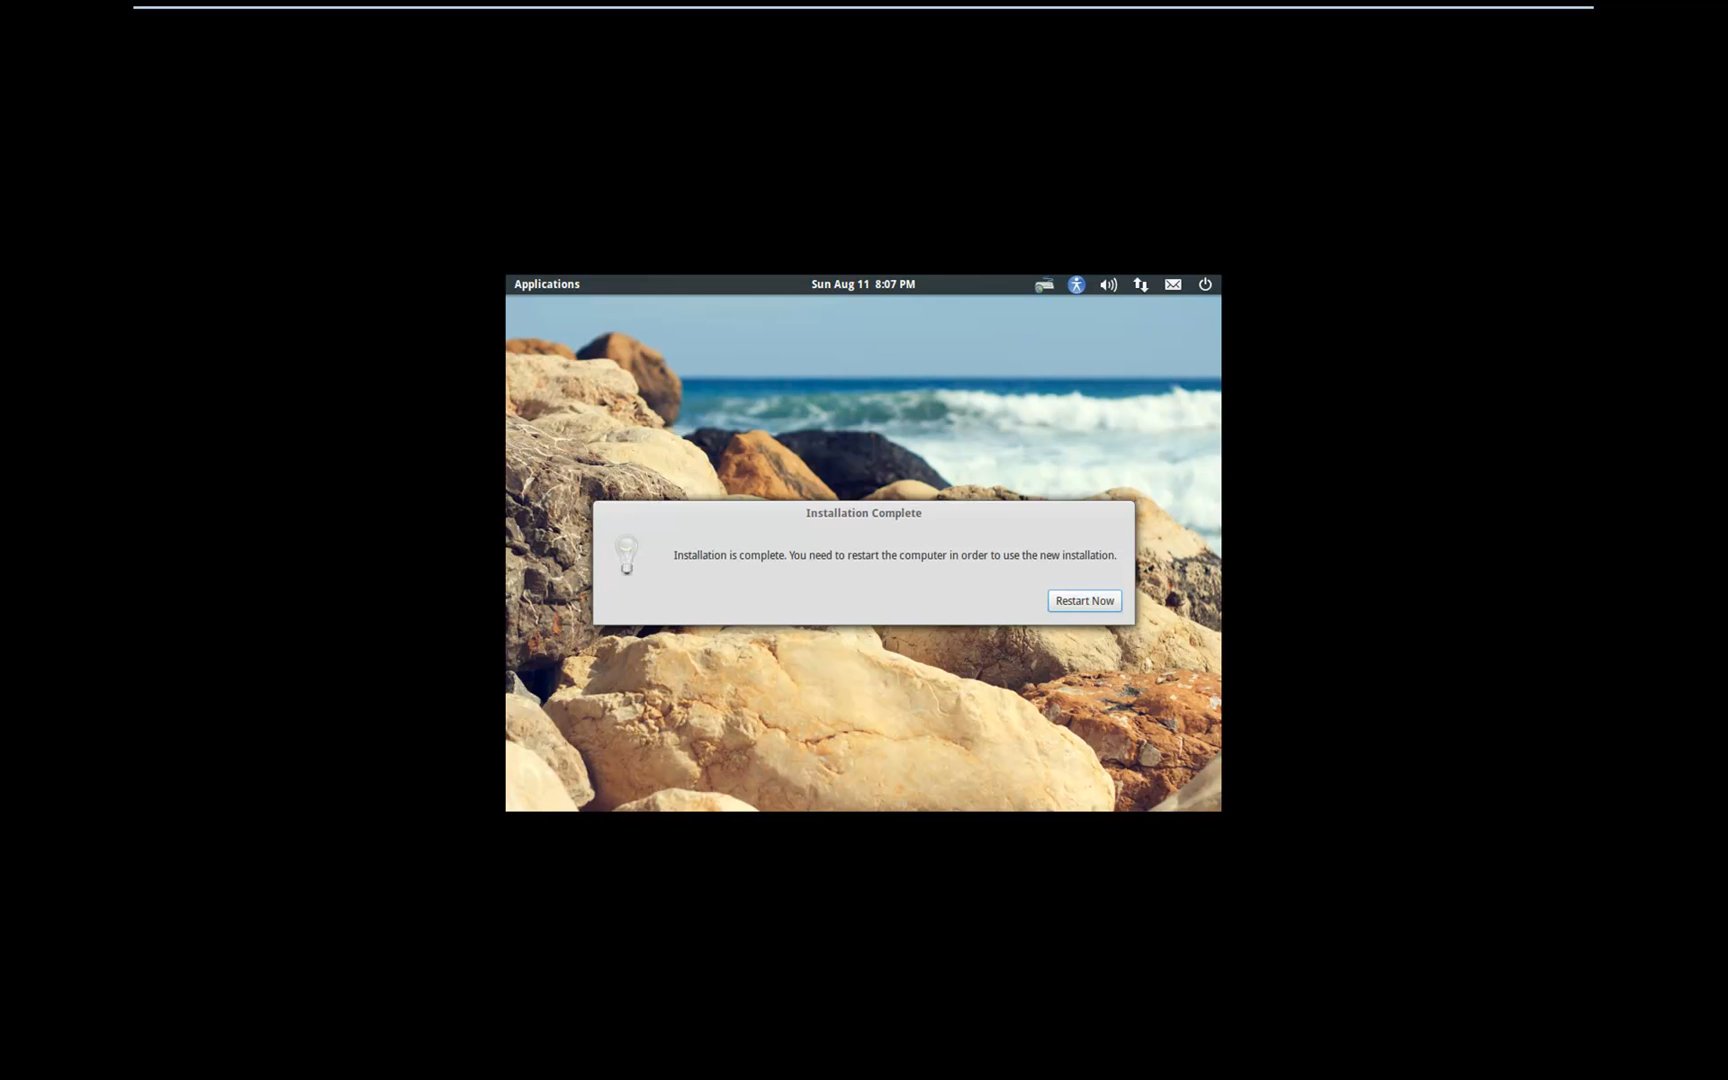 Applications
Sun Aug 11 8:07 PM
Installation Complete
Installation is complete. You need to restart the computer in order to use the new installation.
Restart Now